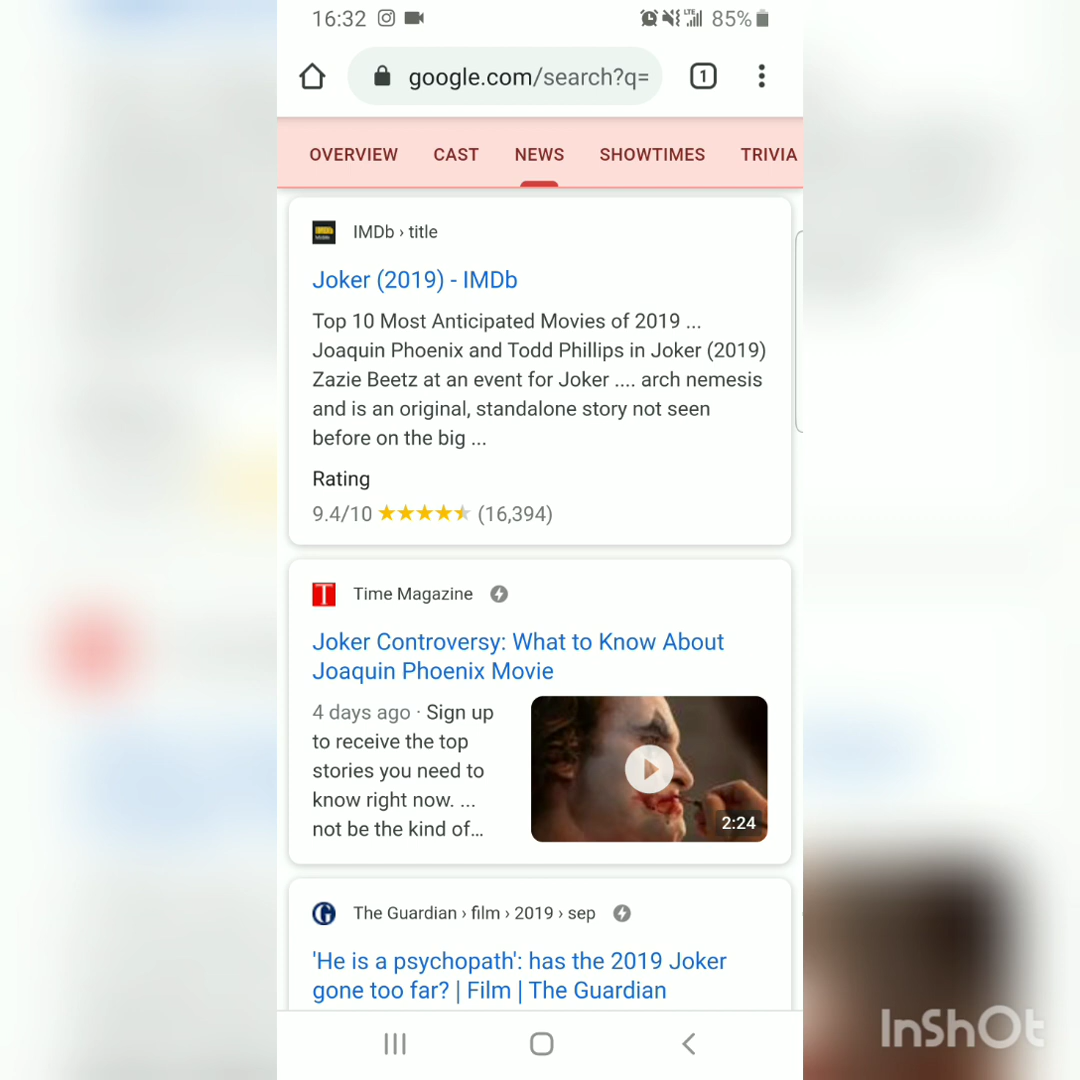 16:32 LTE 85%
google.com/search?q= 1
OVERVIEW CAST NEWS SHOWTIMES TRIVIA
IMDb › title
Joker (2019) - IMDb
Top 10 Most Anticipated Movies of 2019 ...
Joaquin Phoenix and Todd Phillips in Joker (2019)
Zazie Beetz at an event for Joker .... arch nemesis
and is an original, standalone story not seen
before on the big ...
Rating
9.4/10 (16,394)
T Time Magazine
Joker Controversy: What to Know About
Joaquin Phoenix Movie
4 days ago · Sign up
to receive the top
stories you need to
know right now. ...
not be the kind of…
2:24
G The Guardian › film › 2019 › sep
'He is a psychopath': has the 2019 Joker
gone too far? | Film | The Guardian
InShOt